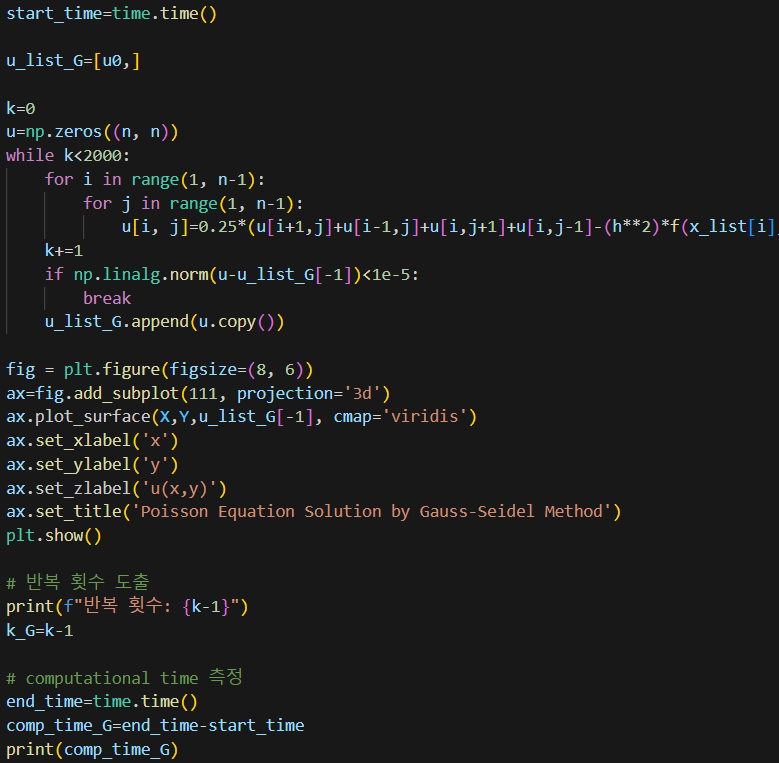 start_time=time.time()
u_list_G=[u0,]
k=0
u=np.zeros((n, n))
while k<2000:
    for i in range(1, n-1):
        for j in range(1, n-1):
            u[i, j]=0.25*(u[i+1,j]+u[i-1,j]+u[i,j+1]+u[i,j-1]-(h**2)*f(x_list[i],
    k+=1
    if np.linalg.norm(u-u_list_G[-1])<1e-5:
        break
    u_list_G.append(u.copy())
fig = plt.figure(figsize=(8, 6))
ax=fig.add_subplot(111, projection='3d')
ax.plot_surface(X,Y,u_list_G[-1], cmap='viridis')
ax.set_xlabel('x')
ax.set_ylabel('y')
ax.set_zlabel('u(x,y)')
ax.set_title('Poisson Equation Solution by Gauss-Seidel Method')
plt.show()
# 반복 횟수 도출
print(f"반복 횟수: {k-1}")
k_G=k-1
# computational time 측정
end_time=time.time()
comp_time_G=end_time-start_time
print(comp_time_G)